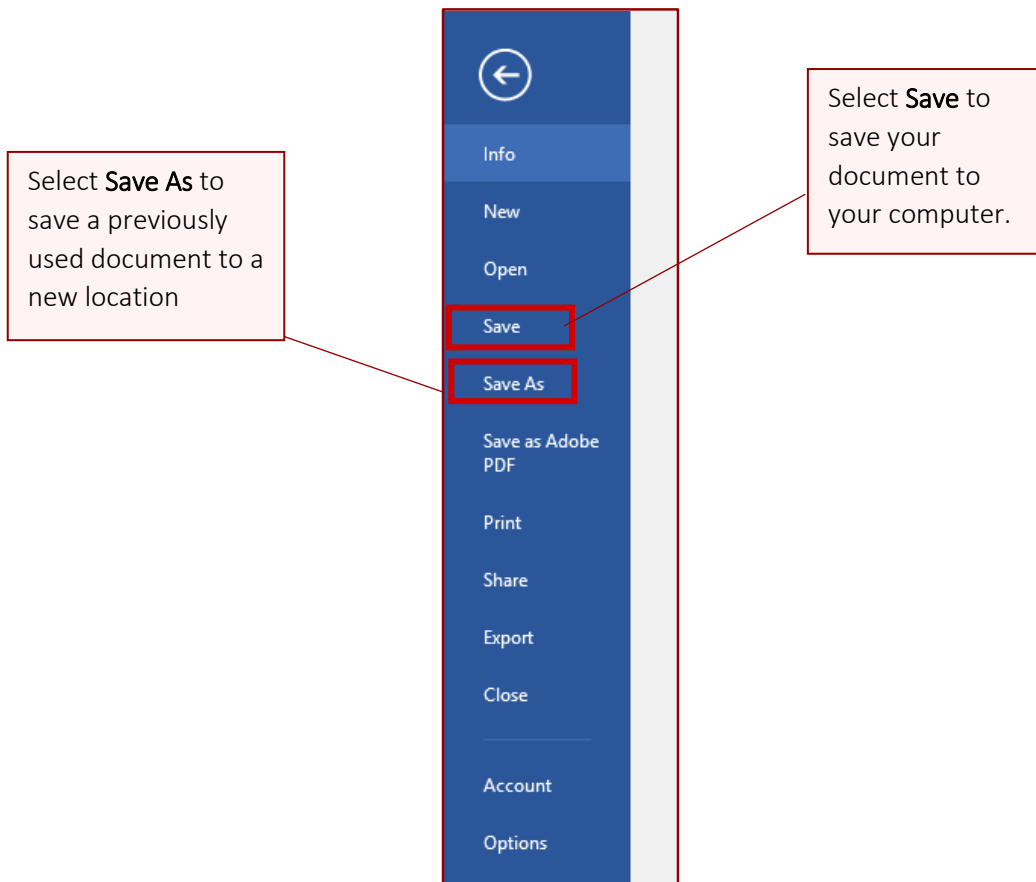 Select Save As to
save a previously
used document to a
new location
Info
New
Open
Save
Save As
Save as Adobe
PDF
Print
Share
Export
Close
Account
Options
Select Save to
save your
document to
your computer.